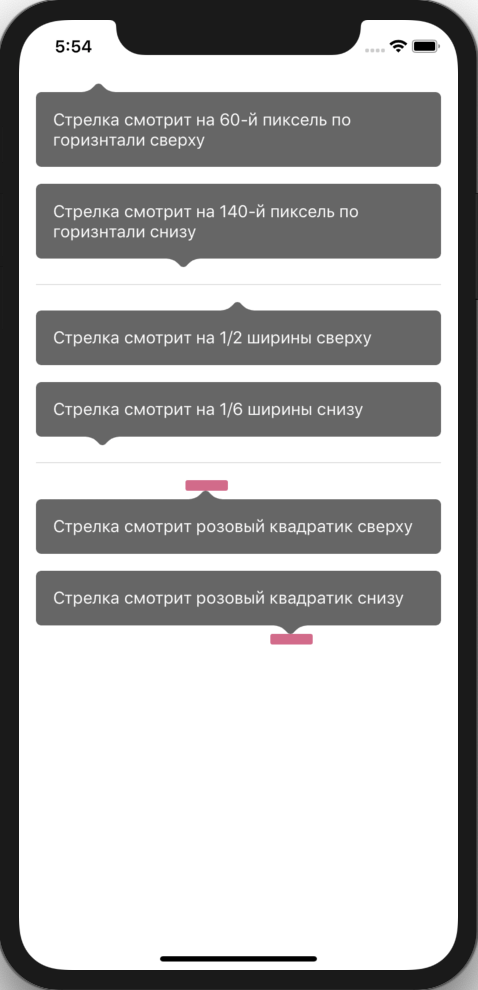 5:54
Стрелка смотрит на 60-й пиксель по
горизнтали сверху
Стрелка смотрит на 140-й пиксель по
горизнтали снизу
Стрелка смотрит на 1/2 ширины сверху
Стрелка смотрит на 1/6 ширины снизу
Стрелка смотрит розовый квадратик сверху
Стрелка смотрит розовый квадратик снизу